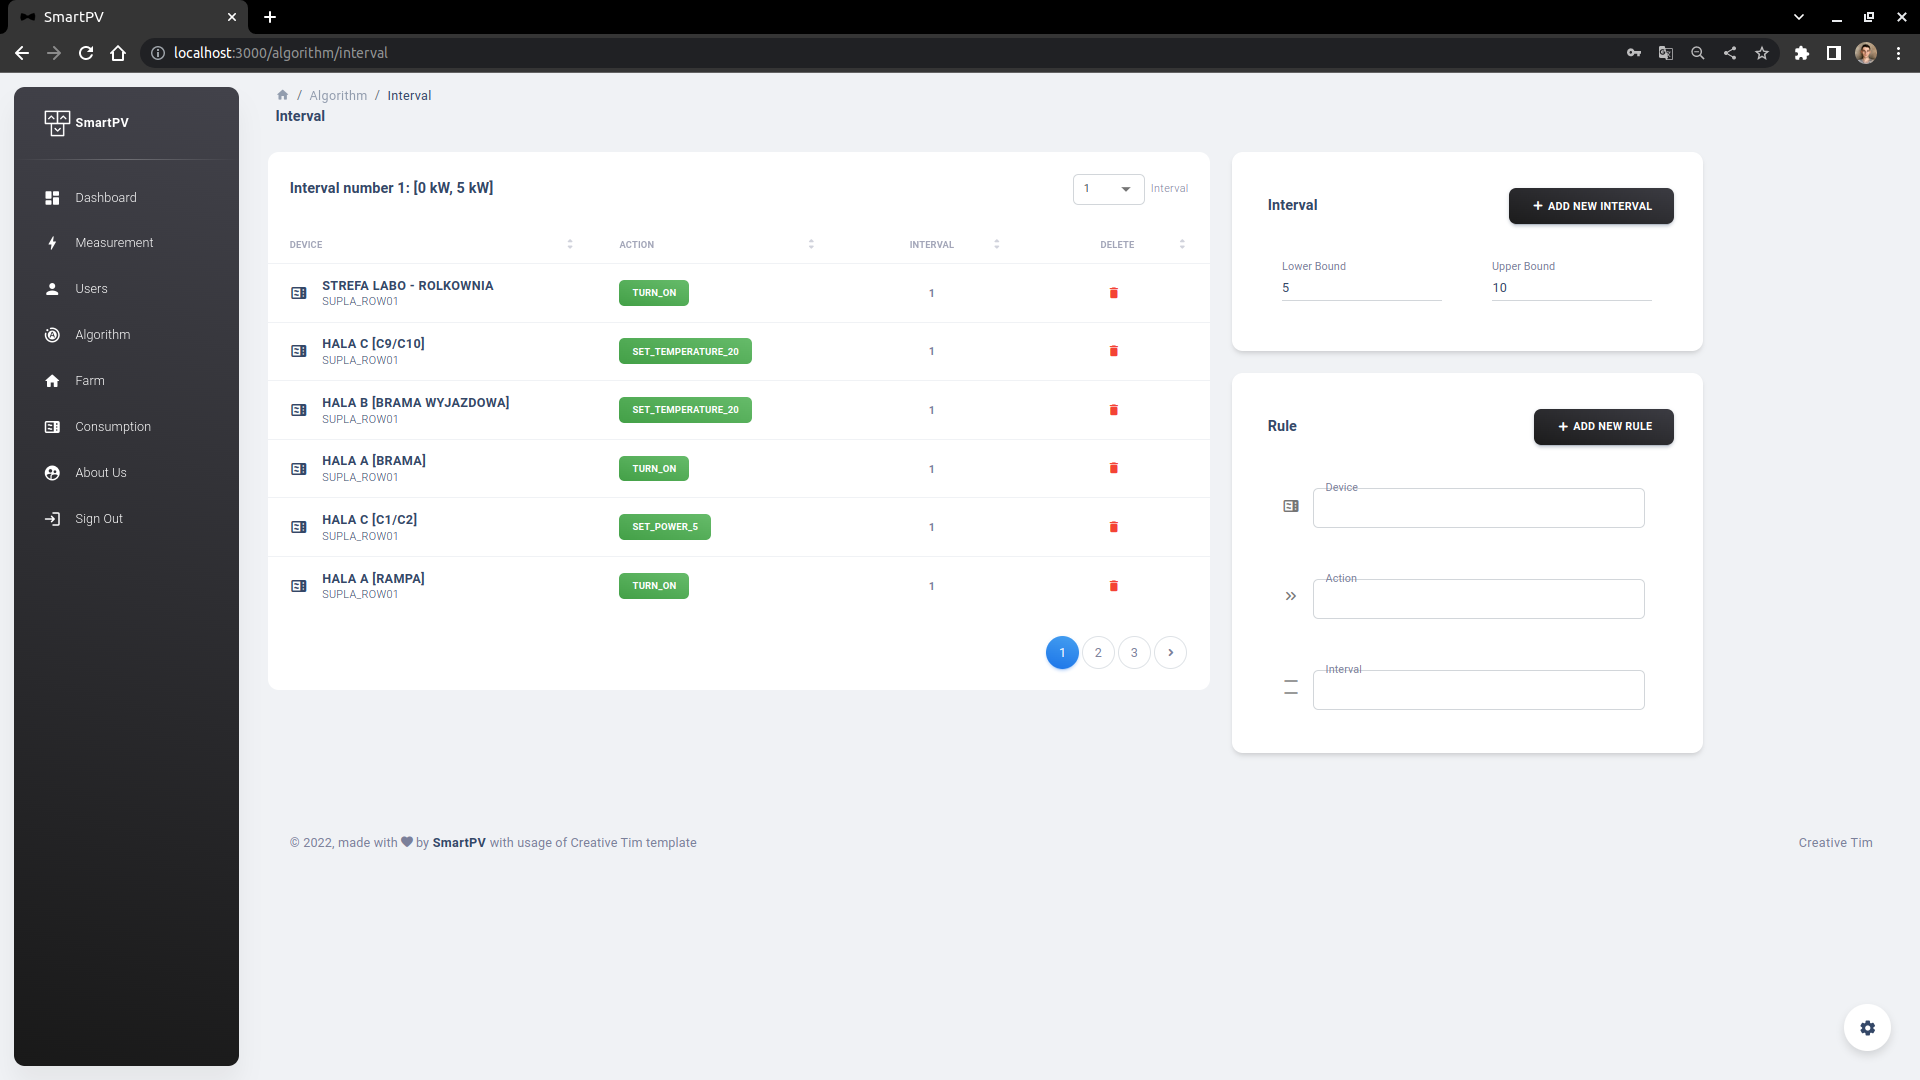 SmartPV
localhost:3000/algorithm/interval
SmartPV
Dashboard
Measurement
Users
Algorithm
Farm
Consumption
About Us
Sign Out
/ Algorithm / Interval
Interval
Interval number 1: [0 kW, 5 kW]
1 Interval
DEVICE ACTION INTERVAL DELETE
STREFA LABO - ROLKOWNIA
SUPLA_ROW01
TURN_ON 1
HALA C [C9/C10]
SUPLA_ROW01
SET_TEMPERATURE_20 1
HALA B [BRAMA WYJAZDOWA]
SUPLA_ROW01
SET_TEMPERATURE_20 1
HALA A [BRAMA]
SUPLA_ROW01
TURN_ON 1
HALA C [C1/C2]
SUPLA_ROW01
SET_POWER_5 1
HALA A [RAMPA]
SUPLA_ROW01
TURN_ON 1
1 2 3
Interval
+ ADD NEW INTERVAL
Lower Bound Upper Bound
5 10
Rule
+ ADD NEW RULE
Device
Action
Interval
© 2022, made with ♥ by SmartPV with usage of Creative Tim template
Creative Tim